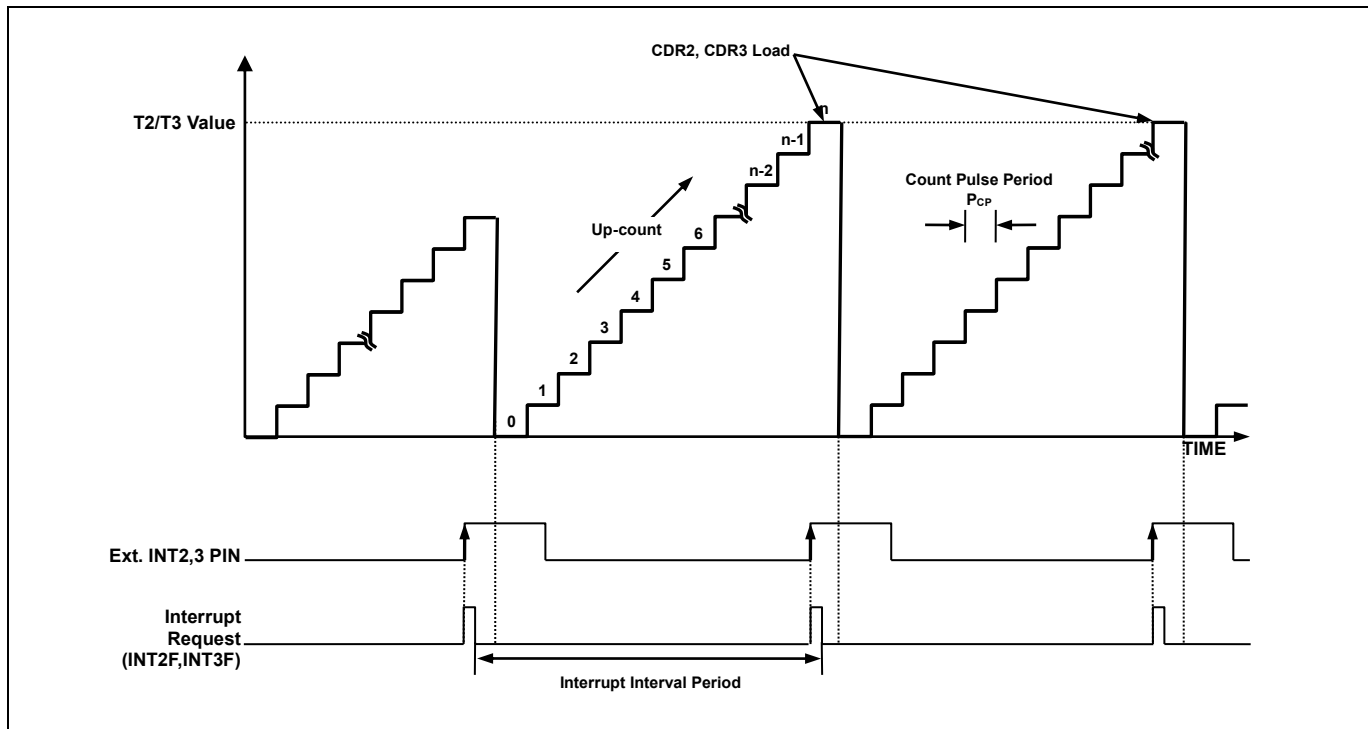 CDR2, CDR3 Load
n
T2/T3 Value
n-1
n-2
Count Pulse Period
PCP
Up-count
6
5
4
3
2
1
0
TIME
Ext. INT2,3 PIN
Interrupt
Request
(INT2F,INT3F)
Interrupt Interval Period